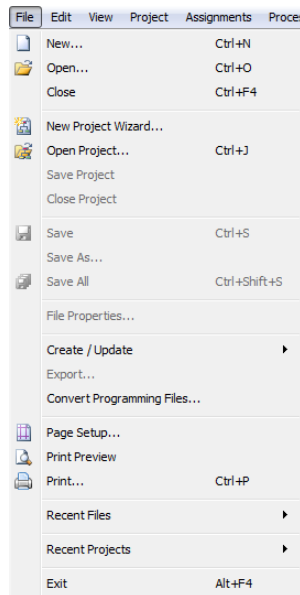 File Edit View Project Assignments Proce
New... Ctrl+N
Open... Ctrl+O
Close Ctrl+F4
New Project Wizard...
Open Project... Ctrl+J
Save Project
Close Project
Save Ctrl+S
Save As...
Save All Ctrl+Shift+S
File Properties...
Create / Update
Export...
Convert Programming Files...
Page Setup...
Print Preview
Print... Ctrl+P
Recent Files
Recent Projects
Exit Alt+F4